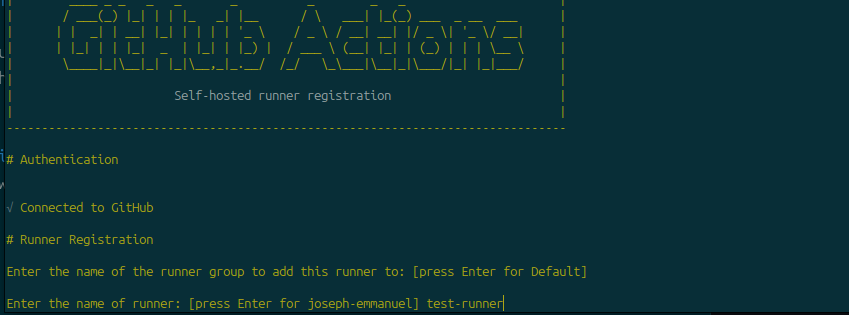 GitHub Actions
Self-hosted runner registration
# Authentication
√ Connected to GitHub
# Runner Registration
Enter the name of the runner group to add this runner to: [press Enter for Default]
Enter the name of runner: [press Enter for joseph-emmanuel] test-runner